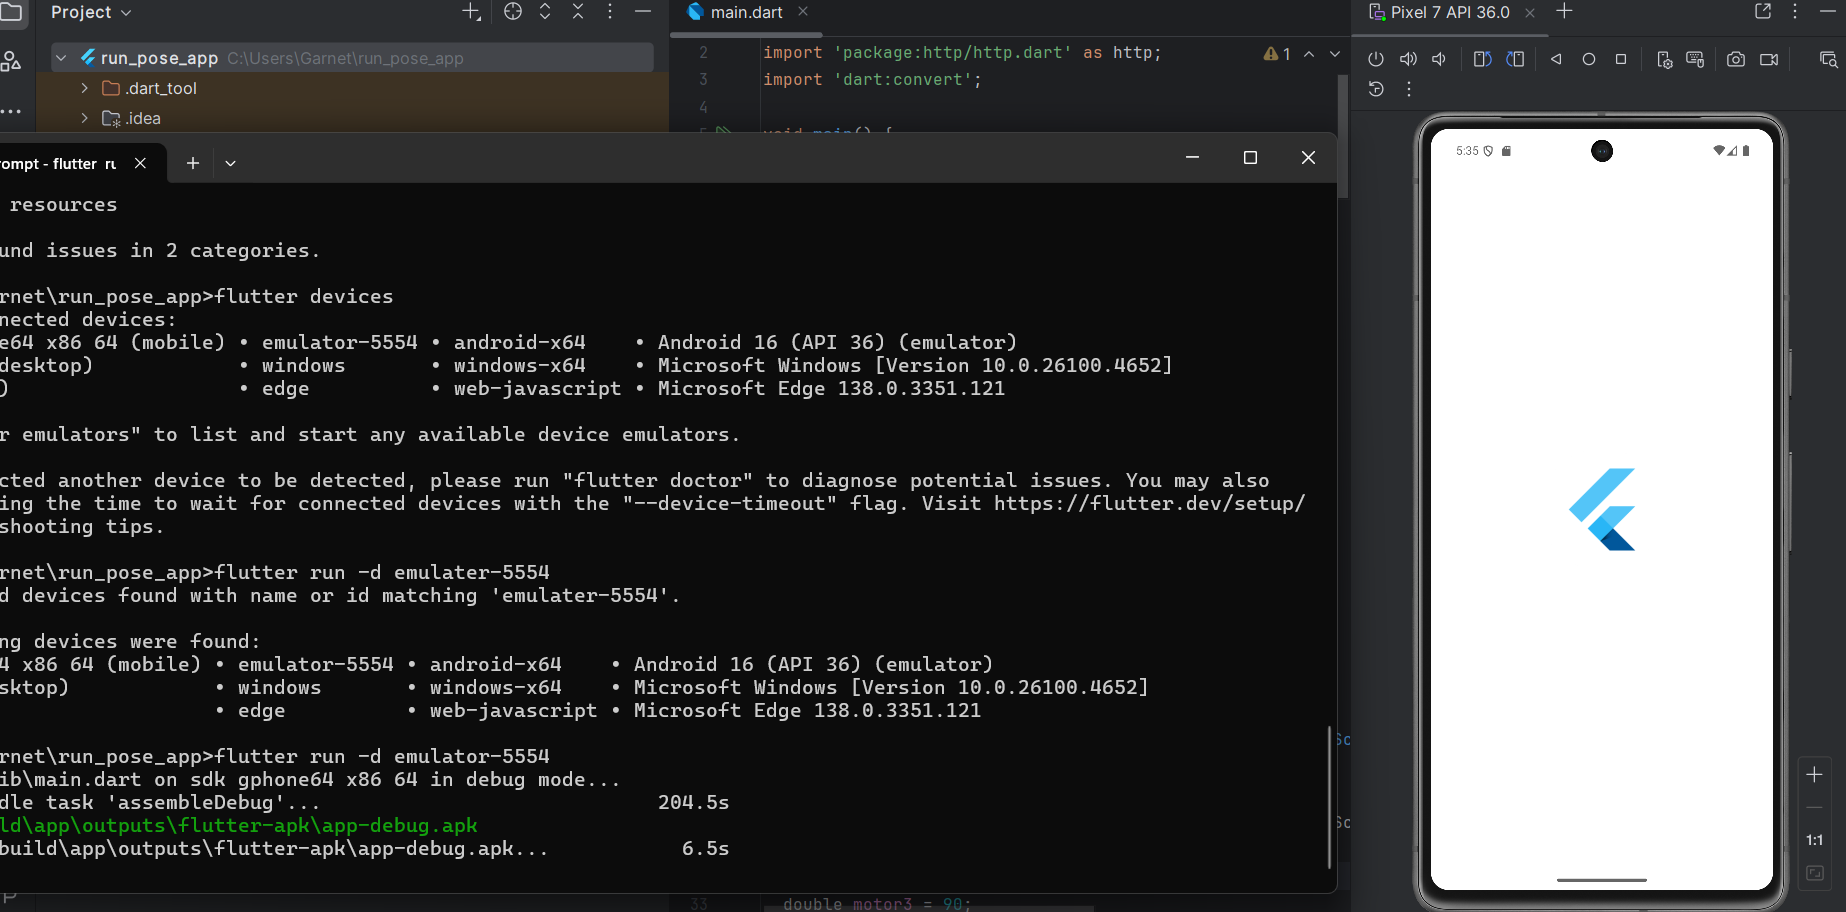 Project
main.dart
Pixel 7 API 36.0
run_pose_app C:\Users\Garnet\run_pose_app
.dart_tool
.idea
2 import 'package:http/http.dart' as http;
3 import 'dart:convert';
4
1
void main() {
ompt - flutter ru
resources
und issues in 2 categories.
rnet\run_pose_app>flutter devices
nected devices:
e64 x86 64 (mobile) • emulator-5554 • android-x64 • Android 16 (API 36) (emulator)
desktop) • windows • windows-x64 • Microsoft Windows [Version 10.0.26100.4652]
) • edge • web-javascript • Microsoft Edge 138.0.3351.121
r emulators" to list and start any available device emulators.
cted another device to be detected, please run "flutter doctor" to diagnose potential issues. You may also
ing the time to wait for connected devices with the "--device-timeout" flag. Visit https://flutter.dev/setup/
shooting tips.
rnet\run_pose_app>flutter run -d emulater-5554
d devices found with name or id matching 'emulater-5554'.
ng devices were found:
4 x86 64 (mobile) • emulator-5554 • android-x64 • Android 16 (API 36) (emulator)
sktop) • windows • windows-x64 • Microsoft Windows [Version 10.0.26100.4652]
• edge • web-javascript • Microsoft Edge 138.0.3351.121
rnet\run_pose_app>flutter run -d emulator-5554
ib\main.dart on sdk gphone64 x86 64 in debug mode...
dle task 'assembleDebug'... 204.5s
ld\app\outputs\flutter-apk\app-debug.apk
build\app\outputs\flutter-apk\app-debug.apk... 6.5s
33 double motor3 = 90;
Sc
Sc
5:35
1:1